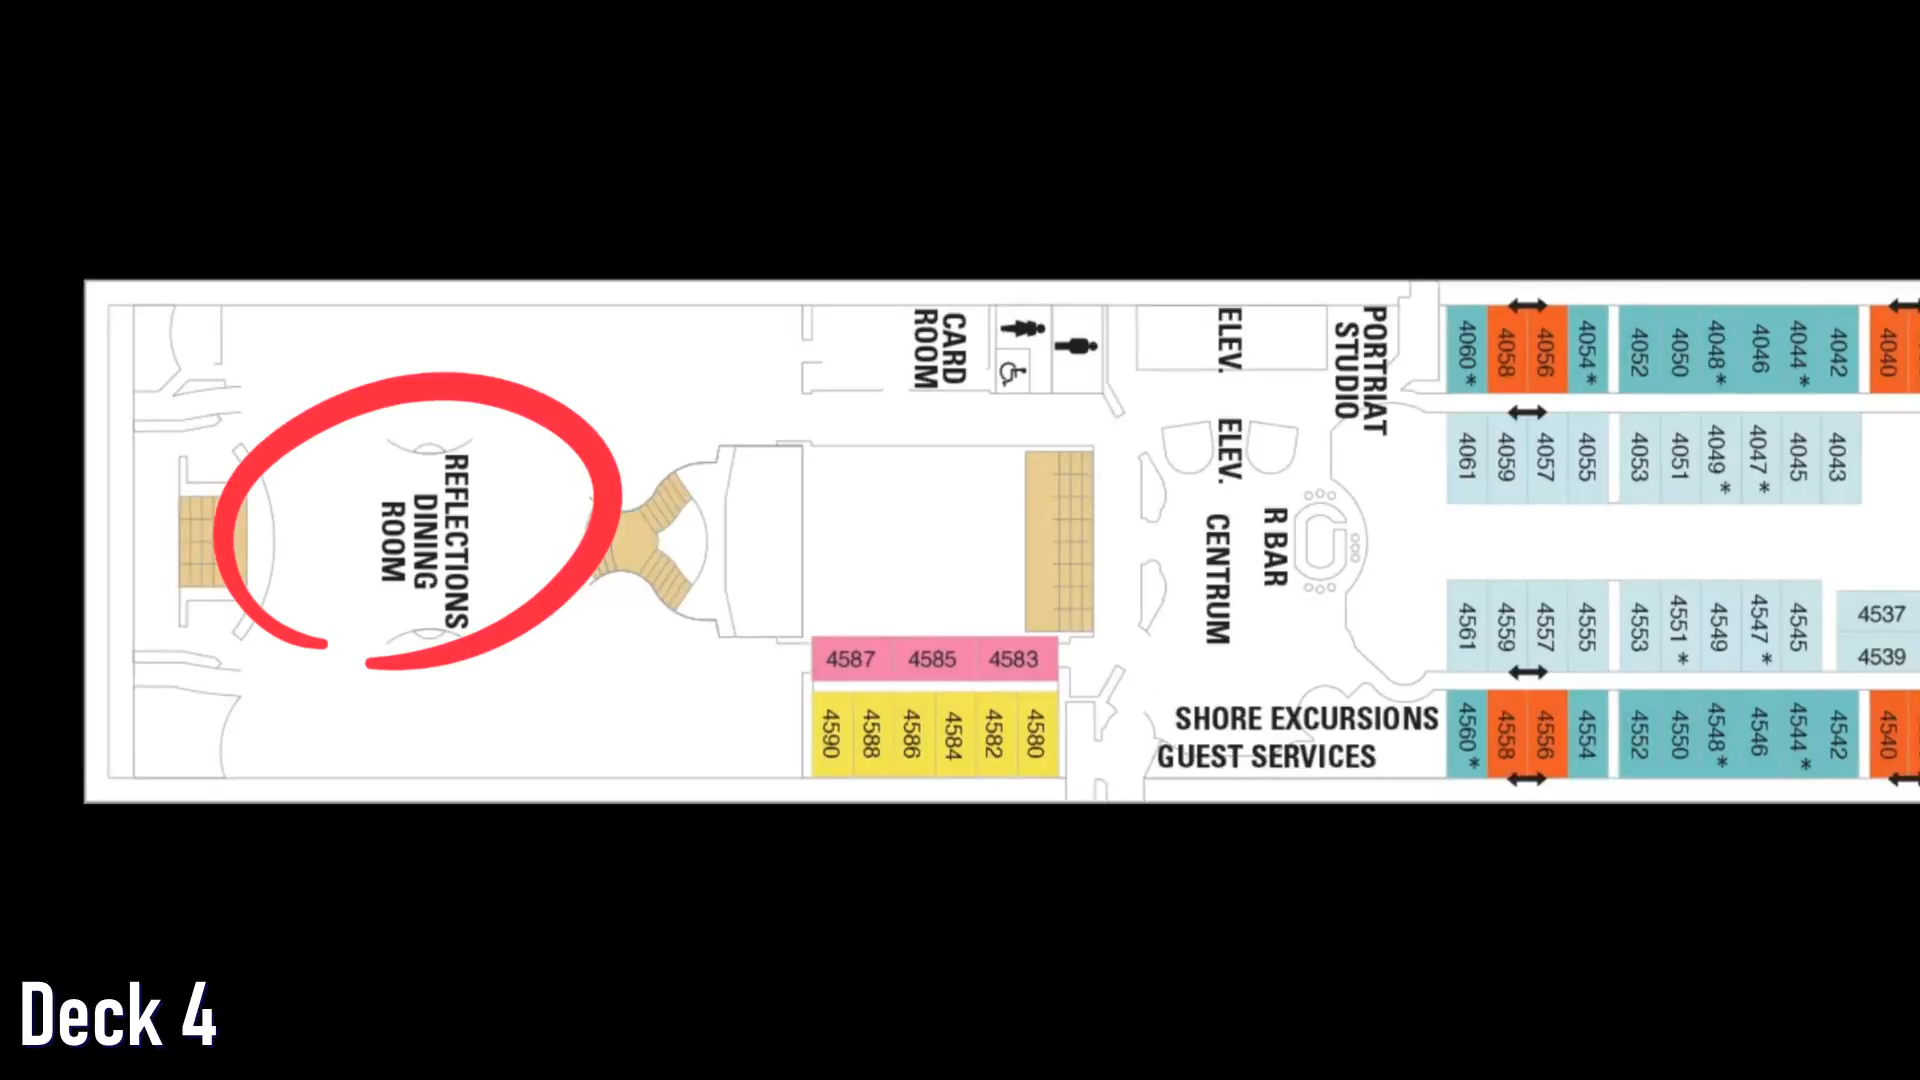 REFLECTIONS
DINING
ROOM
CARD
ROOM
ELEV.
ELEV.
CENTRUM
R BAR
PORTRIAT
STUDIO
SHORE EXCURSIONS
GUEST SERVICES
4587 4585 4583
4590 4588 4586 4584 4582 4580
4060* 4058 4056 4054* 4052 4050 4048* 4046 4044* 4042 4040
4061 4059 4057 4055 4053 4051 4049* 4047* 4045 4043
4561 4559 4557 4555 4553 4551* 4549 4547* 4545
4537
4539
4560* 4558 4556 4554 4552 4550 4548* 4546 4544* 4542 4540
Deck 4